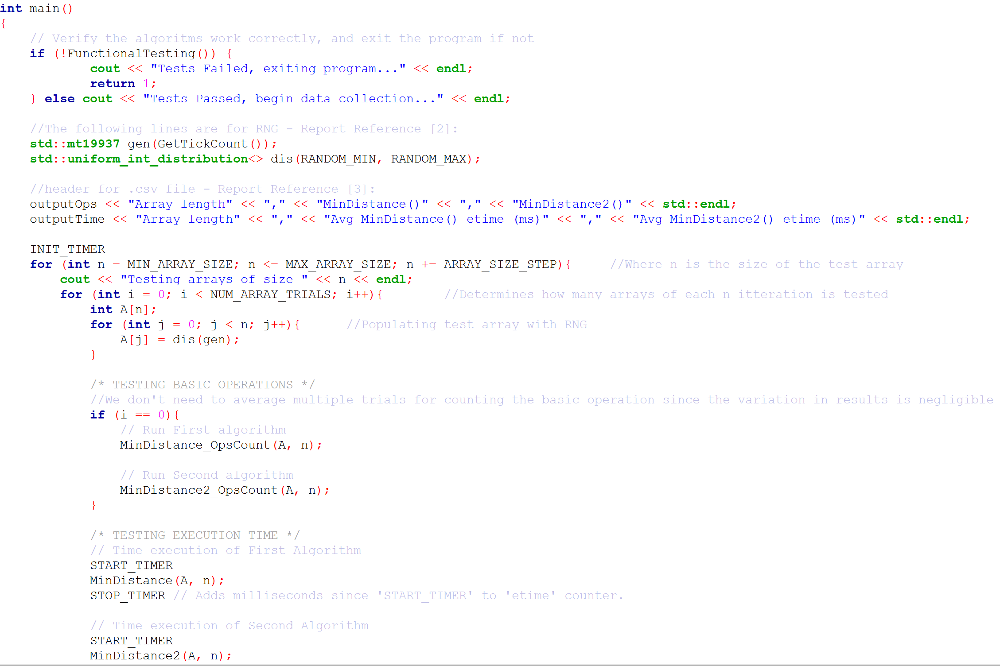 int main()
{
    // Verify the algoritms work correctly, and exit the program if not
    if (!FunctionalTesting()) {
            cout << "Tests Failed, exiting program..." << endl;
            return 1;
    } else cout << "Tests Passed, begin data collection..." << endl;

    //The following lines are for RNG - Report Reference [2]:
    std::mt19937 gen(GetTickCount());
    std::uniform_int_distribution<> dis(RANDOM_MIN, RANDOM_MAX);

    //header for .csv file - Report Reference [3]:
    outputOps << "Array length" << "," << "MinDistance()" << "," << "MinDistance2()" << std::endl;
    outputTime << "Array length" << "," << "Avg MinDistance() etime (ms)" << "," << "Avg MinDistance2() etime (ms)" << std::endl;

    INIT_TIMER
    for (int n = MIN_ARRAY_SIZE; n <= MAX_ARRAY_SIZE; n += ARRAY_SIZE_STEP){     //Where n is the size of the test array
        cout << "Testing arrays of size " << n << endl;
        for (int i = 0; i < NUM_ARRAY_TRIALS; i++){        //Determines how many arrays of each n itteration is tested
            int A[n];
            for (int j = 0; j < n; j++){      //Populating test array with RNG
                A[j] = dis(gen);
            }

            /* TESTING BASIC OPERATIONS */
            //We don't need to average multiple trials for counting the basic operation since the variation in results is negligible
            if (i == 0){
                // Run First algorithm
                MinDistance_OpsCount(A, n);

                // Run Second algorithm
                MinDistance2_OpsCount(A, n);
            }

            /* TESTING EXECUTION TIME */
            // Time execution of First Algorithm
            START_TIMER
            MinDistance(A, n);
            STOP_TIMER // Adds milliseconds since 'START_TIMER' to 'etime' counter.

            // Time execution of Second Algorithm
            START_TIMER
            MinDistance2(A, n);